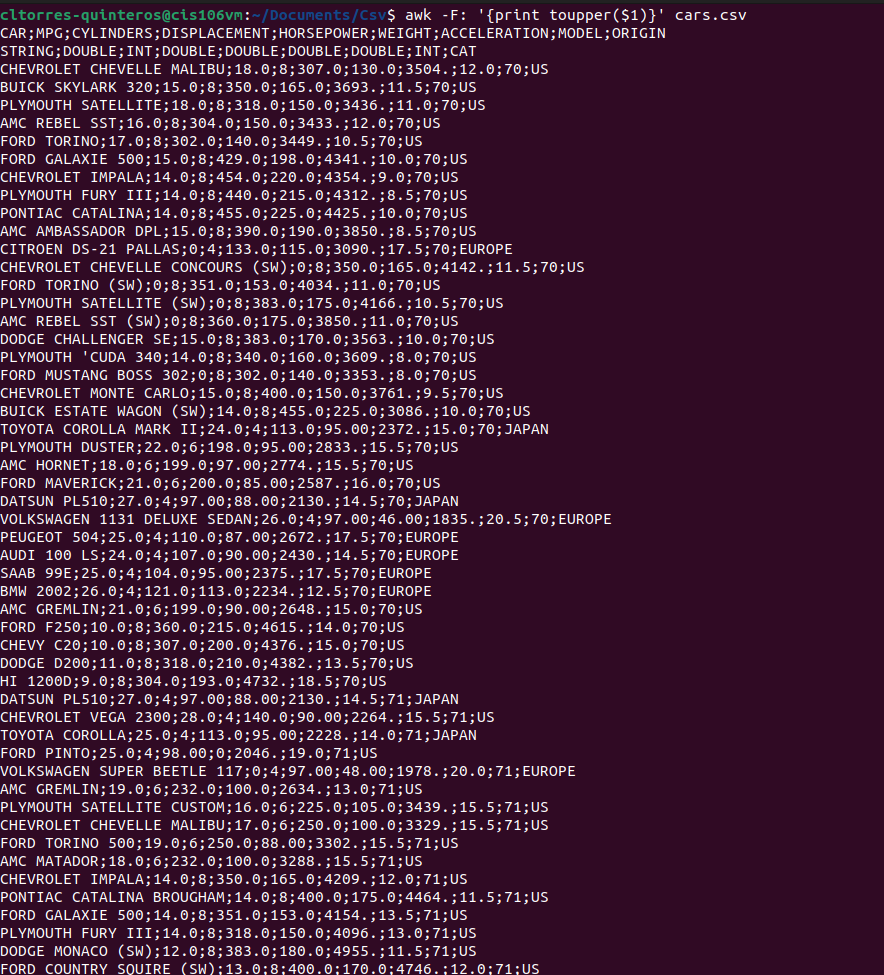 cltorres-quinteros@cis106vm:~/Documents/Csv$ awk -F: '{print toupper($1)}' cars.csv
CAR;MPG;CYLINDERS;DISPLACEMENT;HORSEPOWER;WEIGHT;ACCELERATION;MODEL;ORIGIN
STRING;DOUBLE;INT;DOUBLE;DOUBLE;DOUBLE;DOUBLE;INT;CAT
CHEVROLET CHEVELLE MALIBU;18.0;8;307.0;130.0;3504.;12.0;70;US
BUICK SKYLARK 320;15.0;8;350.0;165.0;3693.;11.5;70;US
PLYMOUTH SATELLITE;18.0;8;318.0;150.0;3436.;11.0;70;US
AMC REBEL SST;16.0;8;304.0;150.0;3433.;12.0;70;US
FORD TORINO;17.0;8;302.0;140.0;3449.;10.5;70;US
FORD GALAXIE 500;15.0;8;429.0;198.0;4341.;10.0;70;US
CHEVROLET IMPALA;14.0;8;454.0;220.0;4354.;9.0;70;US
PLYMOUTH FURY III;14.0;8;440.0;215.0;4312.;8.5;70;US
PONTIAC CATALINA;14.0;8;455.0;225.0;4425.;10.0;70;US
AMC AMBASSADOR DPL;15.0;8;390.0;190.0;3850.;8.5;70;US
CITROEN DS-21 PALLAS;0;4;133.0;115.0;3090.;17.5;70;EUROPE
CHEVROLET CHEVELLE CONCOURS (SW);0;8;350.0;165.0;4142.;11.5;70;US
FORD TORINO (SW);0;8;351.0;153.0;4034.;11.0;70;US
PLYMOUTH SATELLITE (SW);0;8;383.0;175.0;4166.;10.5;70;US
AMC REBEL SST (SW);0;8;360.0;175.0;3850.;11.0;70;US
DODGE CHALLENGER SE;15.0;8;383.0;170.0;3563.;10.0;70;US
PLYMOUTH 'CUDA 340;14.0;8;340.0;160.0;3609.;8.0;70;US
FORD MUSTANG BOSS 302;0;8;302.0;140.0;3353.;8.0;70;US
CHEVROLET MONTE CARLO;15.0;8;400.0;150.0;3761.;9.5;70;US
BUICK ESTATE WAGON (SW);14.0;8;455.0;225.0;3086.;10.0;70;US
TOYOTA COROLLA MARK II;24.0;4;113.0;95.00;2372.;15.0;70;JAPAN
PLYMOUTH DUSTER;22.0;6;198.0;95.00;2833.;15.5;70;US
AMC HORNET;18.0;6;199.0;97.00;2774.;15.5;70;US
FORD MAVERICK;21.0;6;200.0;85.00;2587.;16.0;70;US
DATSUN PL510;27.0;4;97.00;88.00;2130.;14.5;70;JAPAN
VOLKSWAGEN 1131 DELUXE SEDAN;26.0;4;97.00;46.00;1835.;20.5;70;EUROPE
PEUGEOT 504;25.0;4;110.0;87.00;2672.;17.5;70;EUROPE
AUDI 100 LS;24.0;4;107.0;90.00;2430.;14.5;70;EUROPE
SAAB 99E;25.0;4;104.0;95.00;2375.;17.5;70;EUROPE
BMW 2002;26.0;4;121.0;113.0;2234.;12.5;70;EUROPE
AMC GREMLIN;21.0;6;199.0;90.00;2648.;15.0;70;US
FORD F250;10.0;8;360.0;215.0;4615.;14.0;70;US
CHEVY C20;10.0;8;307.0;200.0;4376.;15.0;70;US
DODGE D200;11.0;8;318.0;210.0;4382.;13.5;70;US
HI 1200D;9.0;8;304.0;193.0;4732.;18.5;70;US
DATSUN PL510;27.0;4;97.00;88.00;2130.;14.5;71;JAPAN
CHEVROLET VEGA 2300;28.0;4;140.0;90.00;2264.;15.5;71;US
TOYOTA COROLLA;25.0;4;113.0;95.00;2228.;14.0;71;JAPAN
FORD PINTO;25.0;4;98.00;0;2046.;19.0;71;US
VOLKSWAGEN SUPER BEETLE 117;0;4;97.00;48.00;1978.;20.0;71;EUROPE
AMC GREMLIN;19.0;6;232.0;100.0;2634.;13.0;71;US
PLYMOUTH SATELLITE CUSTOM;16.0;6;225.0;105.0;3439.;15.5;71;US
CHEVROLET CHEVELLE MALIBU;17.0;6;250.0;100.0;3329.;15.5;71;US
FORD TORINO 500;19.0;6;250.0;88.00;3302.;15.5;71;US
AMC MATADOR;18.0;6;232.0;100.0;3288.;15.5;71;US
CHEVROLET IMPALA;14.0;8;350.0;165.0;4209.;12.0;71;US
PONTIAC CATALINA BROUGHAM;14.0;8;400.0;175.0;4464.;11.5;71;US
FORD GALAXIE 500;14.0;8;351.0;153.0;4154.;13.5;71;US
PLYMOUTH FURY III;14.0;8;318.0;150.0;4096.;13.0;71;US
DODGE MONACO (SW);12.0;8;383.0;180.0;4955.;11.5;71;US
FORD COUNTRY SQUIRE (SW);13.0;8;400.0;170.0;4746.;12.0;71;US